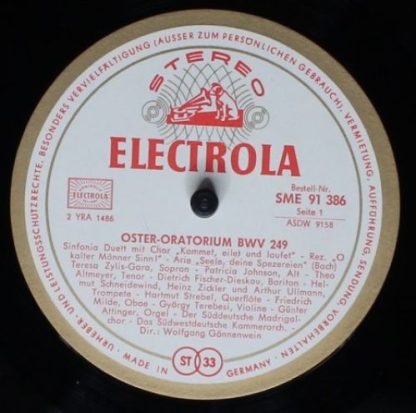 URHEBER- UND LEISTUNGSSCHUTZRECHTE, BESONDERS VERVIELFÄLTIGUNG (AUSSER ZUM PERSÖNLICHEN GEBRAUCH), VERMIETUNG, AUFFÜHRUNG, SENDUNG, VORBEHALTEN
STEREO
ELECTROLA
ELECTROLA
2 YRA 1486
Bestell-Nr.
SME 91 386
Seite 1
ASDW 9158
OSTER-ORATORIUM BWV 249
Sinfonia Duett mit Chor „Kommet, eilet und laufet" - Rez. „O
kalter Männer Sinn!" - Arie „Seele, deine Spezereien" (Bach)
Teresa Zylis-Gara, Sopran - Patricia Johnson, Alt - Theo
Altmeyer, Tenor - Dietrich Fischer-Dieskau, Bariton - Hel-
mut Schneidewind, Heinz Zickler und Arthur Ullmann,
Trompete - Hartmut Strebel, Querflöte - Friedrich
Milde, Oboe - György Terebesi, Violine - Günter
Attinger, Orgel - Der Süddeutsche Madrigal-
chor - Das Südwestdeutsche Kammerorch. -
Dir.: Wolfgang Gönnenwein
ST 33
MADE IN GERMANY